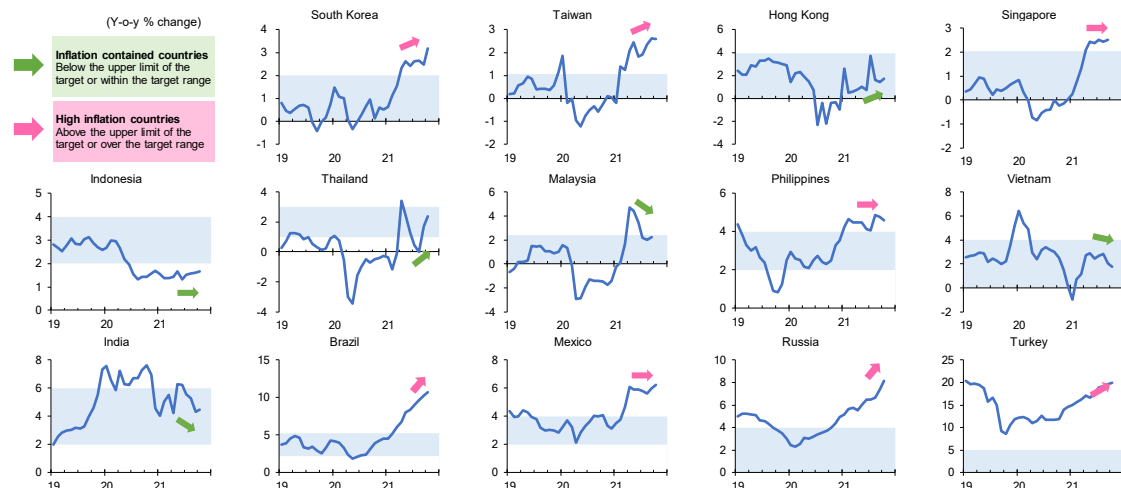 (Y-o-y % change)
Inflation contained countries
Below the upper limit of the
target or within the target range
High inflation countries
Above the upper limit of the
target or over the target range
South Korea
4
3
2
1
0
-1
19 20 21
Taiwan
3
2
1
0
-1
-2
19 20 21
Hong Kong
6
4
2
0
-2
-4
19 20 21
Singapore
3
2
1
0
-1
-2
19 20 21
Indonesia
5
4
3
2
1
0
19 20 21
Thailand
4
2
0
-2
-4
19 20 21
Malaysia
6
4
2
0
-2
-4
19 20 21
Philippines
6
4
2
0
19 20 21
Vietnam
8
6
4
2
0
-2
19 20 21
India
8
6
4
2
0
19 20 21
Brazil
15
10
5
0
19 20 21
Mexico
8
6
4
2
0
19 20 21
Russia
10
8
6
4
2
0
19 20 21
Turkey
25
20
15
10
5
0
19 20 21